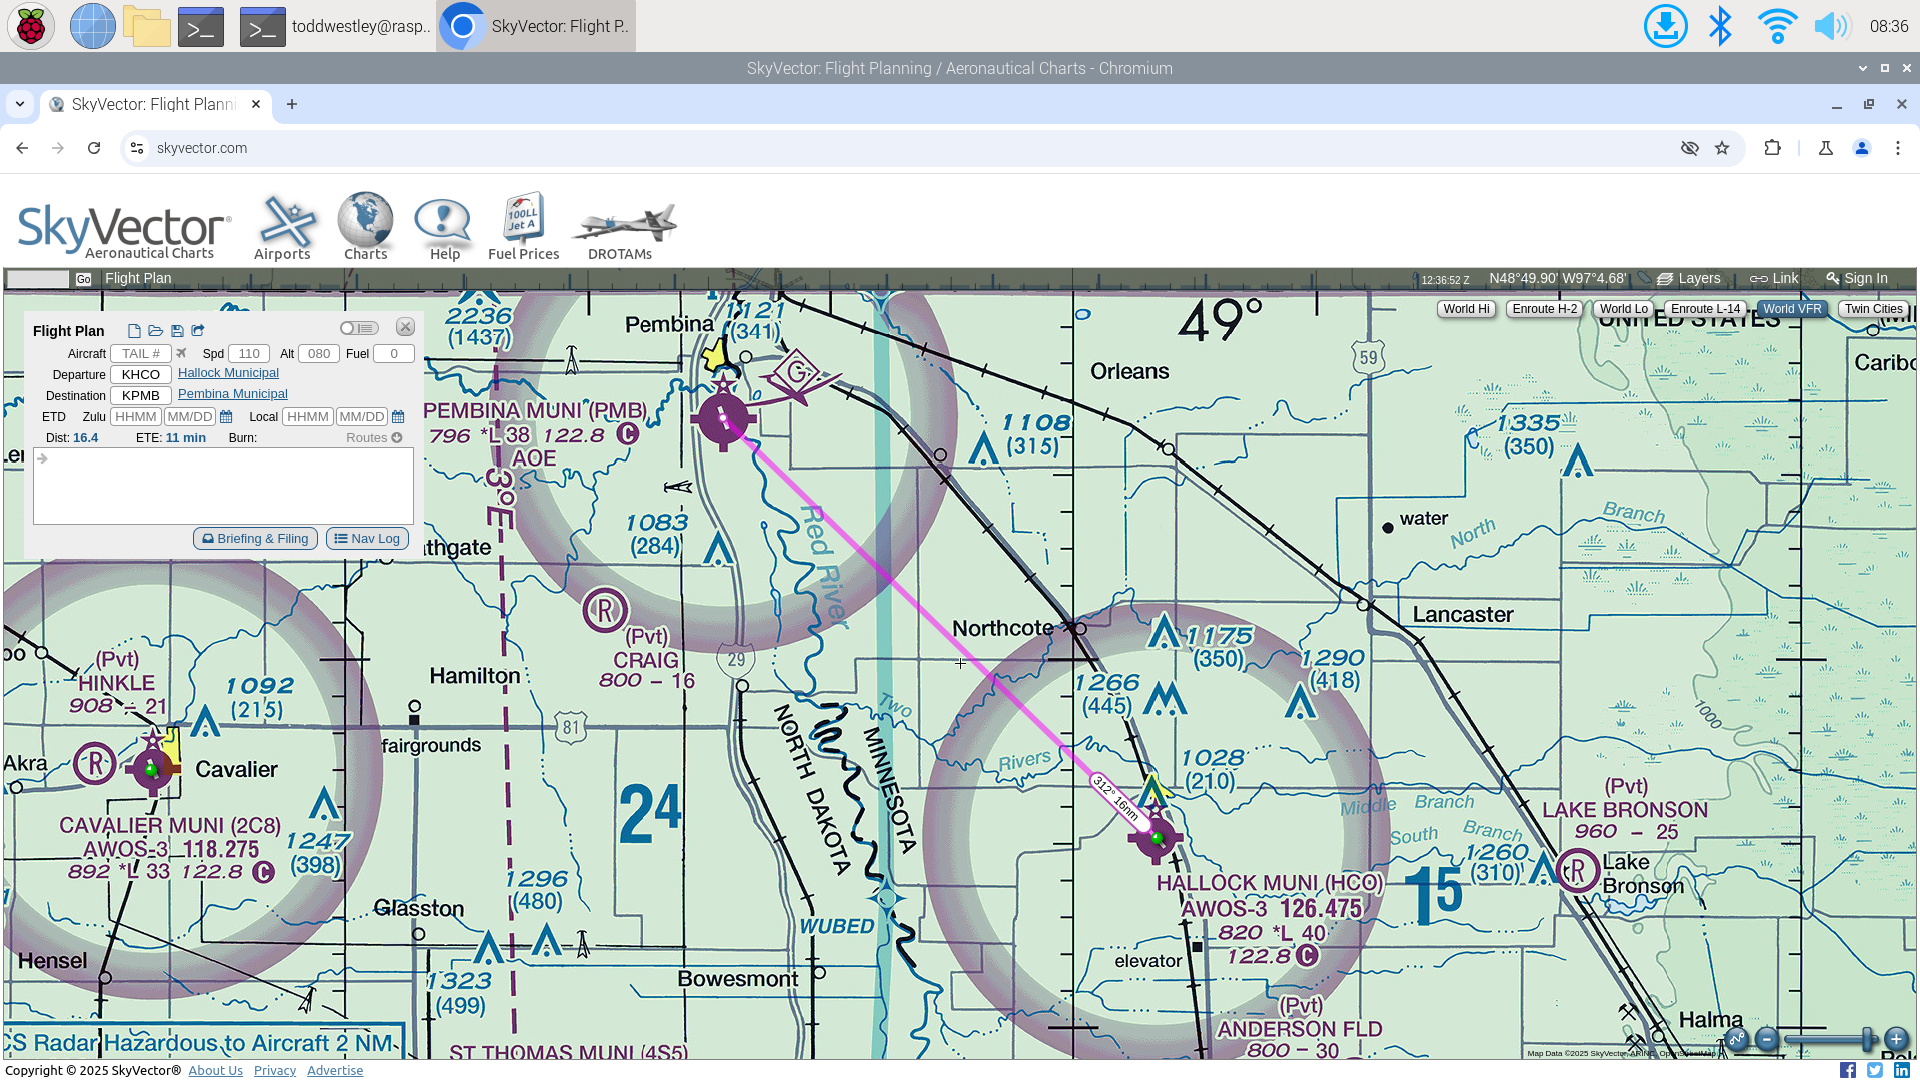 toddwestley@rasp..
SkyVector: Flight P..
08:36
SkyVector: Flight Planning / Aeronautical Charts - Chromium
SkyVector: Flight Planni
skyvector.com
SkyVector®
Aeronautical Charts
Airports
Charts
Help
100LL
Jet A
Fuel Prices
DROTAMs
Go
Flight Plan
12:36:52 Z
N48°49.90' W97°4.68'
Layers
Link
Sign In
World Hi
Enroute H-2
World Lo
Enroute L-14
World VFR
Twin Cities
Flight Plan
Aircraft TAIL # Spd 110 Alt 080 Fuel 0
Departure KHCO Hallock Municipal
Destination KPMB Pembina Municipal
ETD Zulu HHMM MM/DD Local HHMM MM/DD
Dist: 16.4 ETE: 11 min Burn: Routes
Briefing & Filing
Nav Log
2236
(1437)
Pembina
1121
(341)
49°
UNITED STATES
59
Orleans
Caribo
PEMBINA MUNI (PMB)
796 *L 38 122.8 C
AOE
G
1108
(315)
1335
(350)
3°E
1083
(284)
Red River
water
North
Branch
thgate
R
(Pvt)
CRAIG
800 - 16
29
Northcote
1175
(350)
Lancaster
(Pvt)
HINKLE
908 - 21
1092
(215)
Hamilton
81
fairgrounds
1266
(445)
1290
(418)
Two
Rivers
1000
Akra
R
Cavalier
24
NORTH DAKOTA
MINNESOTA
1028
(210)
312° 16nm
Middle Branch
South Branch
(Pvt)
LAKE BRONSON
960 - 25
CAVALIER MUNI (2C8)
AWOS-3 118.275
892 *L 33 122.8 C
1247
(398)
1260
(310)
R
Lake
Bronson
HALLOCK MUNI (HCO)
AWOS-3 126.475
820 *L 40
122.8 C
15
1296
(480)
Glasston
WUBED
elevator
Hensel
1323
(499)
Bowesmont
(Pvt)
ANDERSON FLD
800 - 30
Halma
CS Radar Hazardous to Aircraft 2 NM
ST THOMAS MUNI (4S5)
Map Data ©2025 SkyVector, ARINC, OpenStreetMap
Copyright © 2025 SkyVector®
About Us
Privacy
Advertise